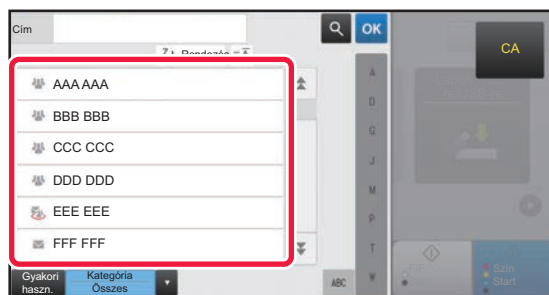 Cím
OK
CA
Rendezés
AAA AAA
BBB BBB
CCC CCC
DDD DDD
EEE EEE
FFF FFF
A
D
G
J
M
P
T
W
ABC
Gyakori
haszn.
Kategória
Összes
Szín
Start